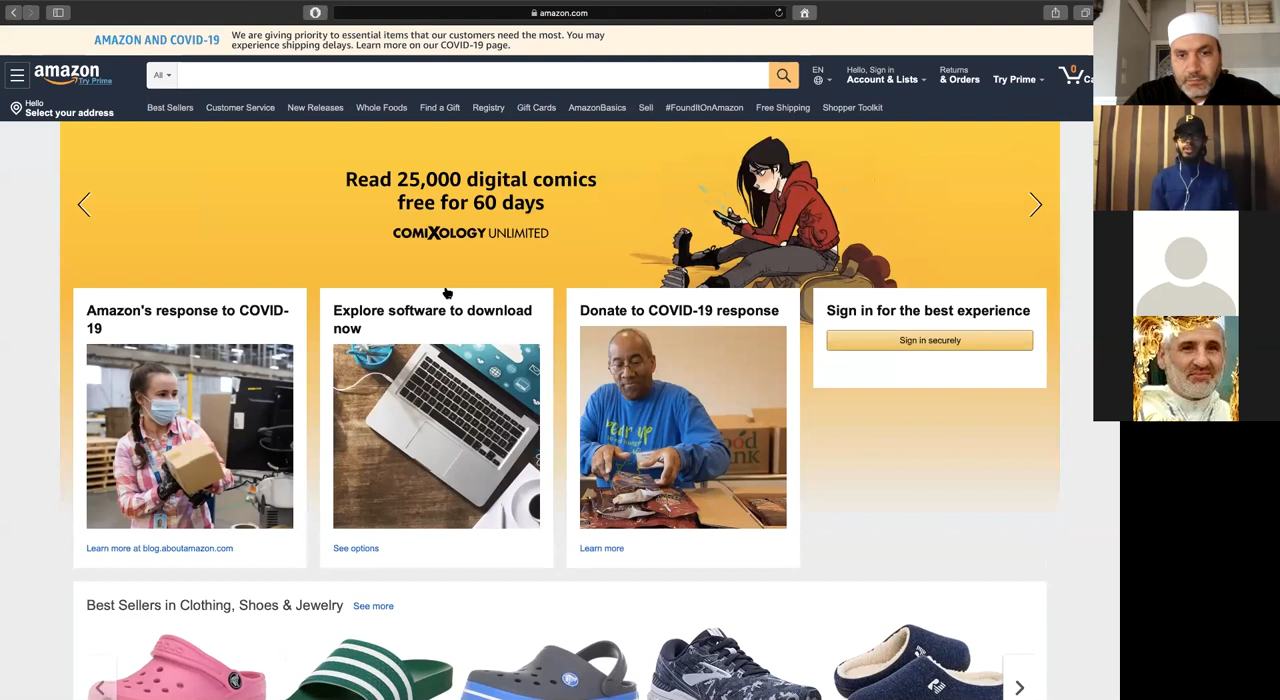 amazon.com
AMAZON AND COVID-19
We are giving priority to essential items that our customers need the most. You may
experience shipping delays. Learn more on our COVID-19 page.
amazon
Try Prime
All
EN
Hello, Sign in
Account & Lists
Returns
& Orders
Try Prime
0
Ca
Hello
Select your address
Best Sellers
Customer Service
New Releases
Whole Foods
Find a Gift
Registry
Gift Cards
AmazonBasics
Sell
#FoundItOnAmazon
Free Shipping
Shopper Toolkit
Read 25,000 digital comics
free for 60 days
COMIXOLOGY UNLIMITED
Amazon's response to COVID-
19
Explore software to download
now
Donate to COVID-19 response
Sign in for the best experience
Sign in securely
P
Learn more at blog.aboutamazon.com
See options
Learn more
Best Sellers in Clothing, Shoes & Jewelry
See more